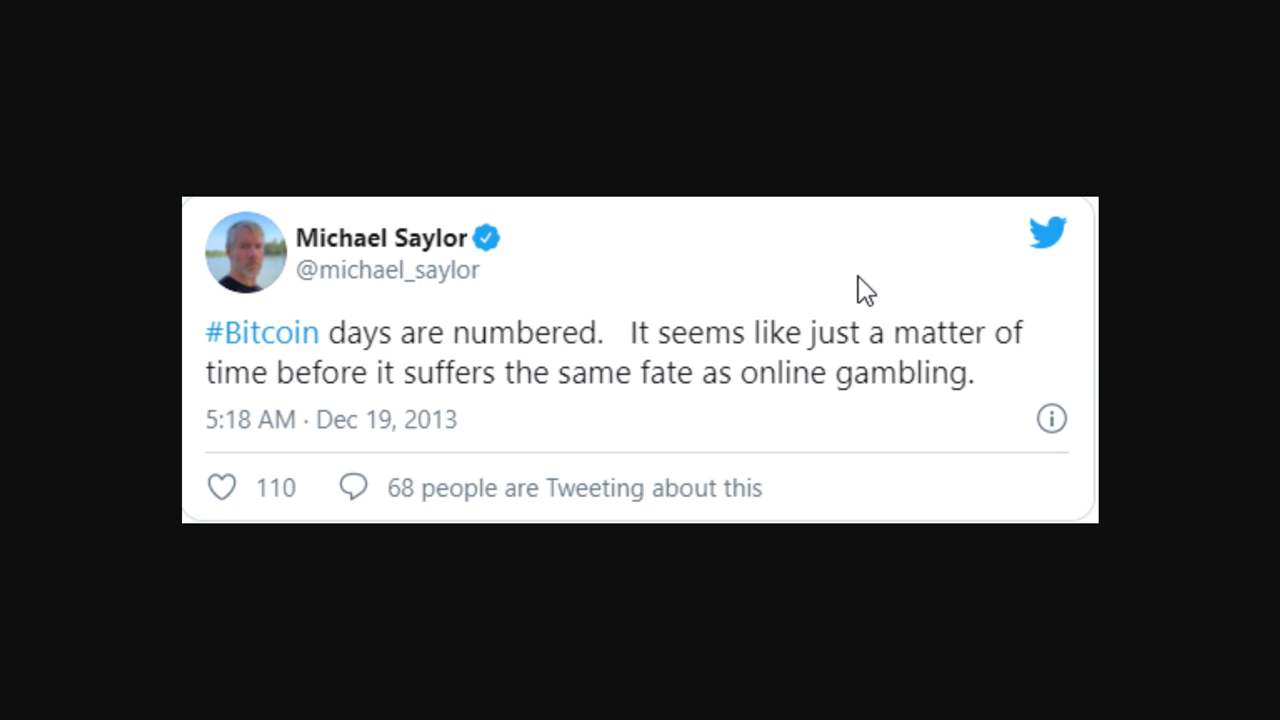 Michael Saylor
@michael_saylor
#Bitcoin days are numbered.   It seems like just a matter of
time before it suffers the same fate as online gambling.
5:18 AM · Dec 19, 2013
110 68 people are Tweeting about this